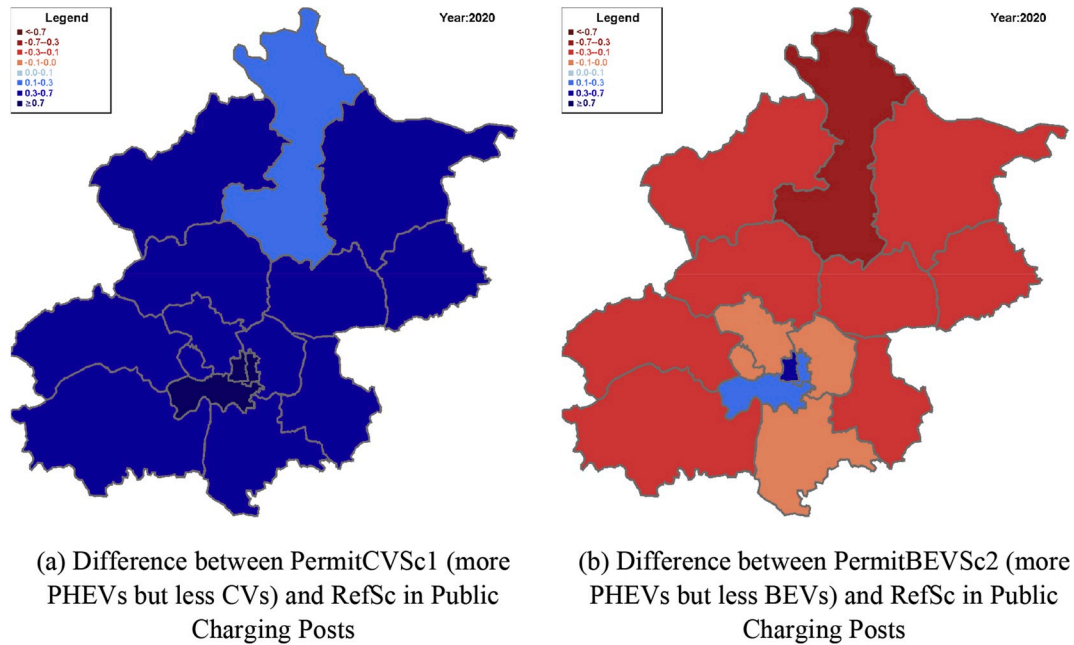 Legend
<-0.7
-0.7--0.3
-0.3--0.1
-0.1-0.0
0.0-0.1
0.1-0.3
0.3-0.7
≥0.7
Year:2020
(a) Difference between PermitCVSc1 (more
PHEVs but less CVs) and RefSc in Public
Charging Posts
Legend
<-0.7
-0.7--0.3
-0.3--0.1
-0.1-0.0
0.0-0.1
0.1-0.3
0.3-0.7
≥0.7
Year:2020
(b) Difference between PermitBEVSc2 (more
PHEVs but less BEVs) and RefSc in Public
Charging Posts